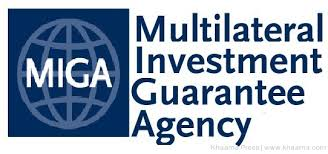 MIGA
Multilateral
Investment
Guarantee
Agency
Khaama Press | www.khaama.com